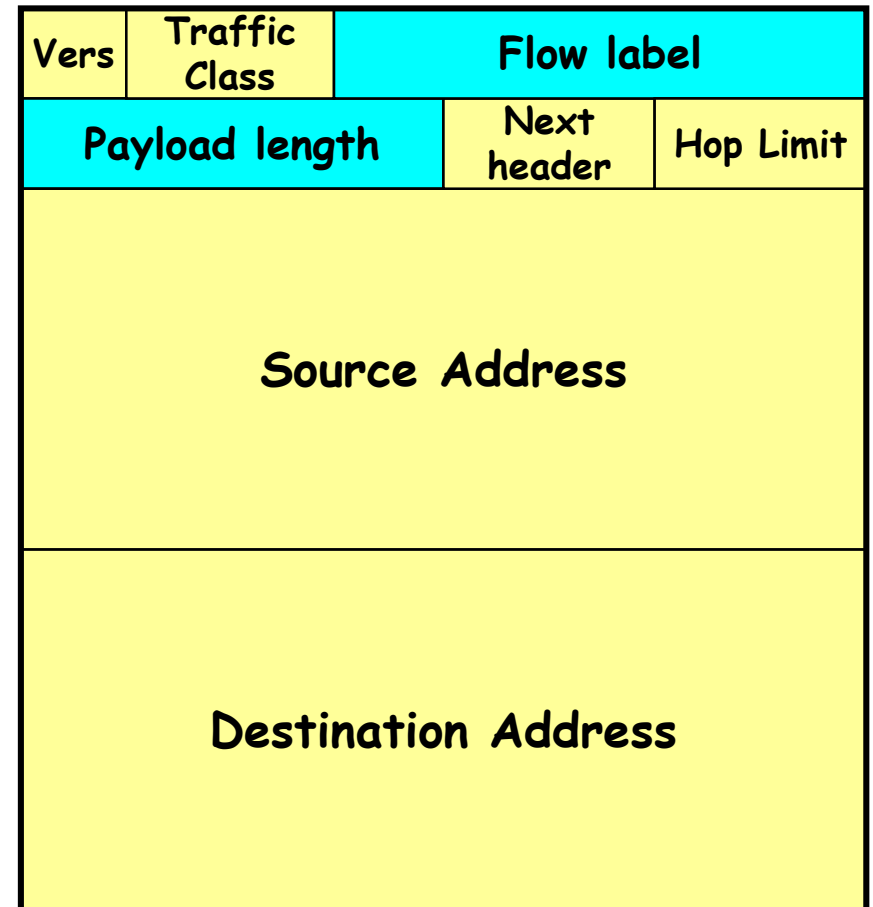 Vers
Traffic
Class
Flow label
Payload length
Next
header
Hop Limit
Source Address
Destination Address